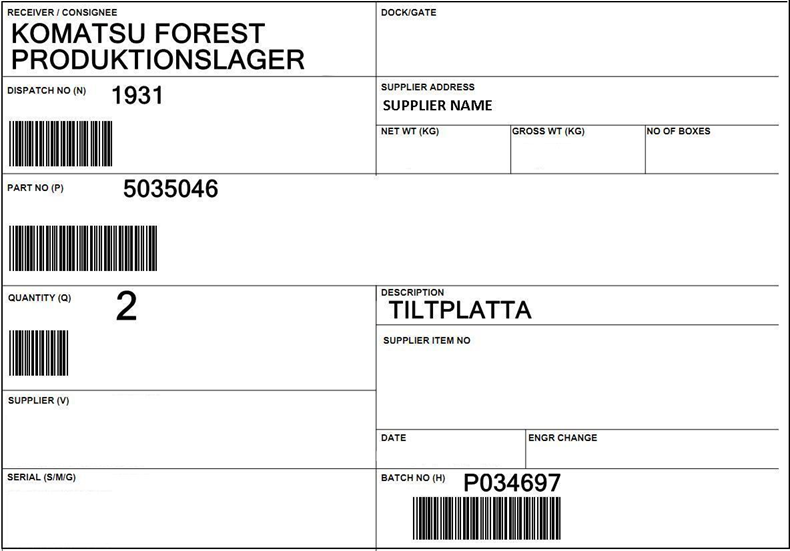 RECEIVER / CONSIGNEE
KOMATSU FOREST
PRODUKTIONSLAGER
DOCK/GATE
DISPATCH NO (N) 1931
SUPPLIER ADDRESS
SUPPLIER NAME
NET WT (KG) GROSS WT (KG) NO OF BOXES
PART NO (P) 5035046
QUANTITY (Q) 2
DESCRIPTION
TILTPLATTA
SUPPLIER ITEM NO
SUPPLIER (V)
DATE ENGR CHANGE
SERIAL (S/M/G)
BATCH NO (H) P034697